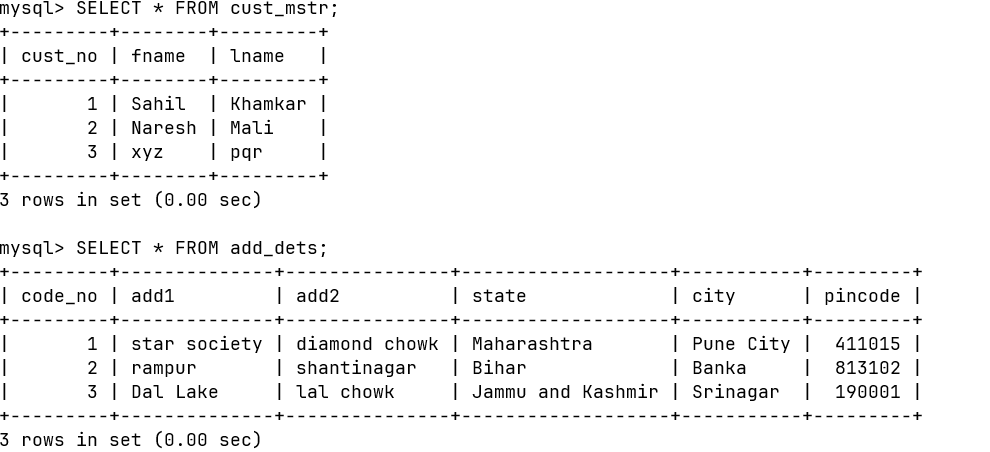 mysql> SELECT * FROM cust_mstr;
+---------+--------+---------+
| cust_no | fname  | lname   |
+---------+--------+---------+
|       1 | Sahil  | Khamkar |
|       2 | Naresh | Mali    |
|       3 | xyz    | pqr     |
+---------+--------+---------+
3 rows in set (0.00 sec)

mysql> SELECT * FROM add_dets;
+---------+--------------+---------------+-------------------+-----------+---------+
| code_no | add1         | add2          | state             | city      | pincode |
+---------+--------------+---------------+-------------------+-----------+---------+
|       1 | star society | diamond chowk | Maharashtra       | Pune City |  411015 |
|       2 | rampur       | shantinagar   | Bihar             | Banka     |  813102 |
|       3 | Dal Lake     | lal chowk     | Jammu and Kashmir | Srinagar  |  190001 |
+---------+--------------+---------------+-------------------+-----------+---------+
3 rows in set (0.00 sec)